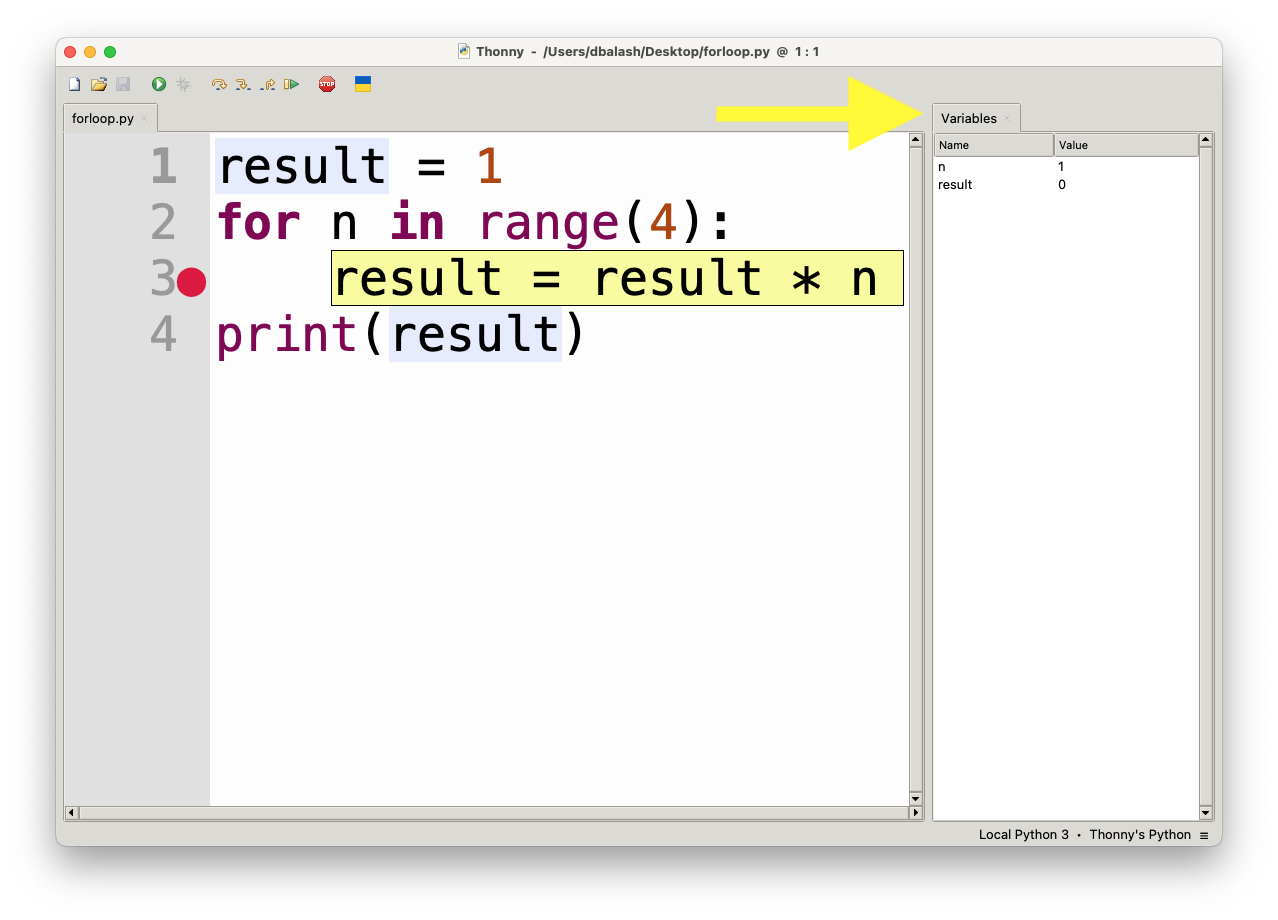 Thonny - /Users/dbalash/Desktop/forloop.py @ 1 : 1
STOP
forloop.py
Variables
Name Value
n 1
result 0
1 result = 1
2 for n in range(4):
3 result = result * n
4 print(result)
Local Python 3 • Thonny's Python ≡